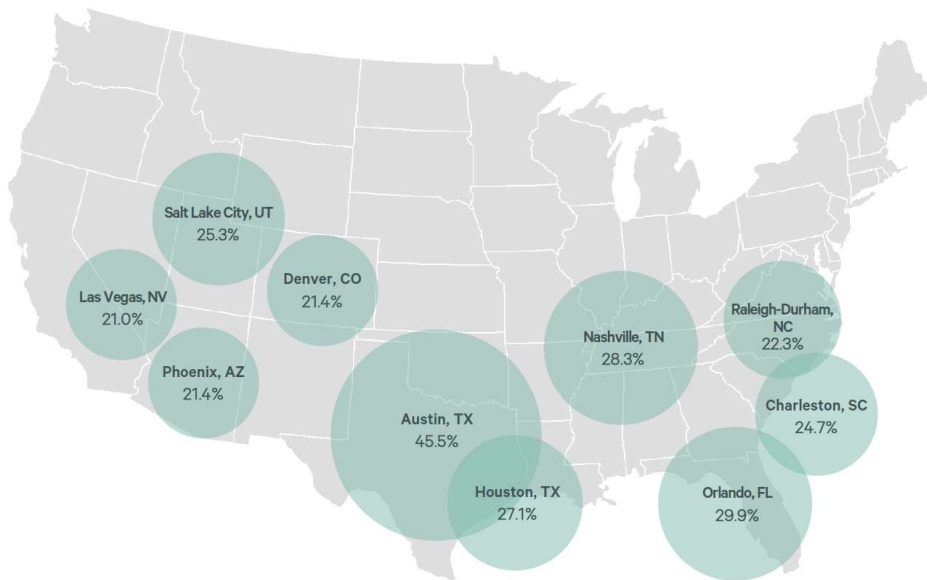 Salt Lake City, UT
25.3%
Denver, CO
21.4%
Las Vegas, NV
21.0%
Phoenix, AZ
21.4%
Austin, TX
45.5%
Houston, TX
27.1%
Nashville, TN
28.3%
Raleigh-Durham,
NC
22.3%
Charleston, SC
24.7%
Orlando, FL
29.9%